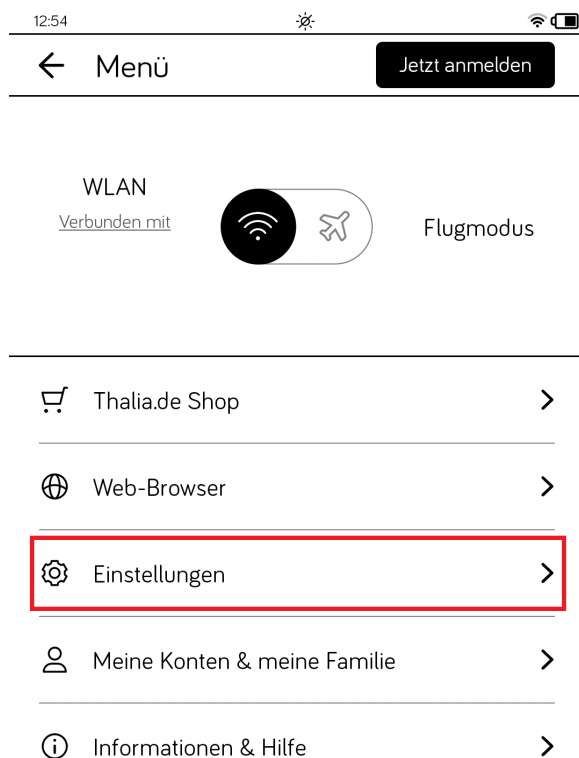 12:54
Menü
Jetzt anmelden
WLAN
Verbunden mit
Flugmodus
Thalia.de Shop
Web-Browser
Einstellungen
Meine Konten & meine Familie
Informationen & Hilfe